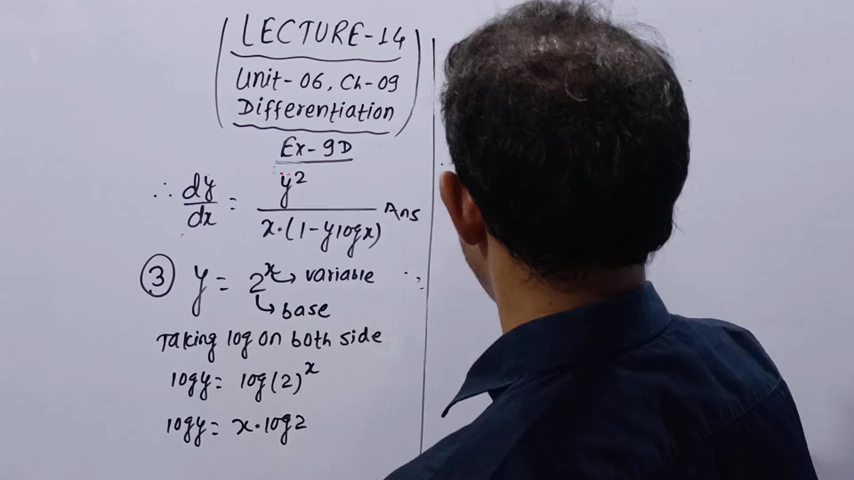 LECTURE-14
Unit-06, Ch-09
Differentiation
Ex-9D
∴ dy/dx = y²/x·(1-ylogx) Ans
③ y = 2^x → variable
↳ base
Taking log on both side
logy = log(2)^x
logy = x·log2
∴